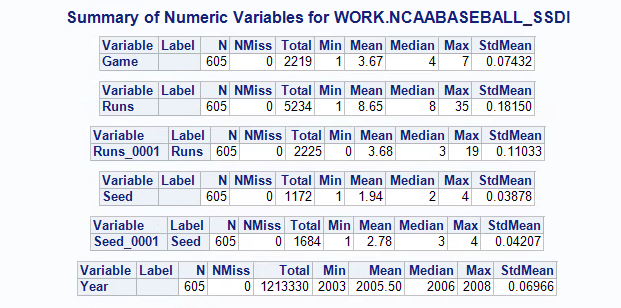 Summary of Numeric Variables for WORK.NCAABASEBALL_SSDI
Variable Label N NMiss Total Min Mean Median Max StdMean
Game 605 0 2219 1 3.67 4 7 0.07432
Variable Label N NMiss Total Min Mean Median Max StdMean
Runs 605 0 5234 1 8.65 8 35 0.18150
Variable Label N NMiss Total Min Mean Median Max StdMean
Runs_0001 Runs 605 0 2225 0 3.68 3 19 0.11033
Variable Label N NMiss Total Min Mean Median Max StdMean
Seed 605 0 1172 1 1.94 2 4 0.03878
Variable Label N NMiss Total Min Mean Median Max StdMean
Seed_0001 Seed 605 0 1684 1 2.78 3 4 0.04207
Variable Label N NMiss Total Min Mean Median Max StdMean
Year 605 0 1213330 2003 2005.50 2006 2008 0.06966